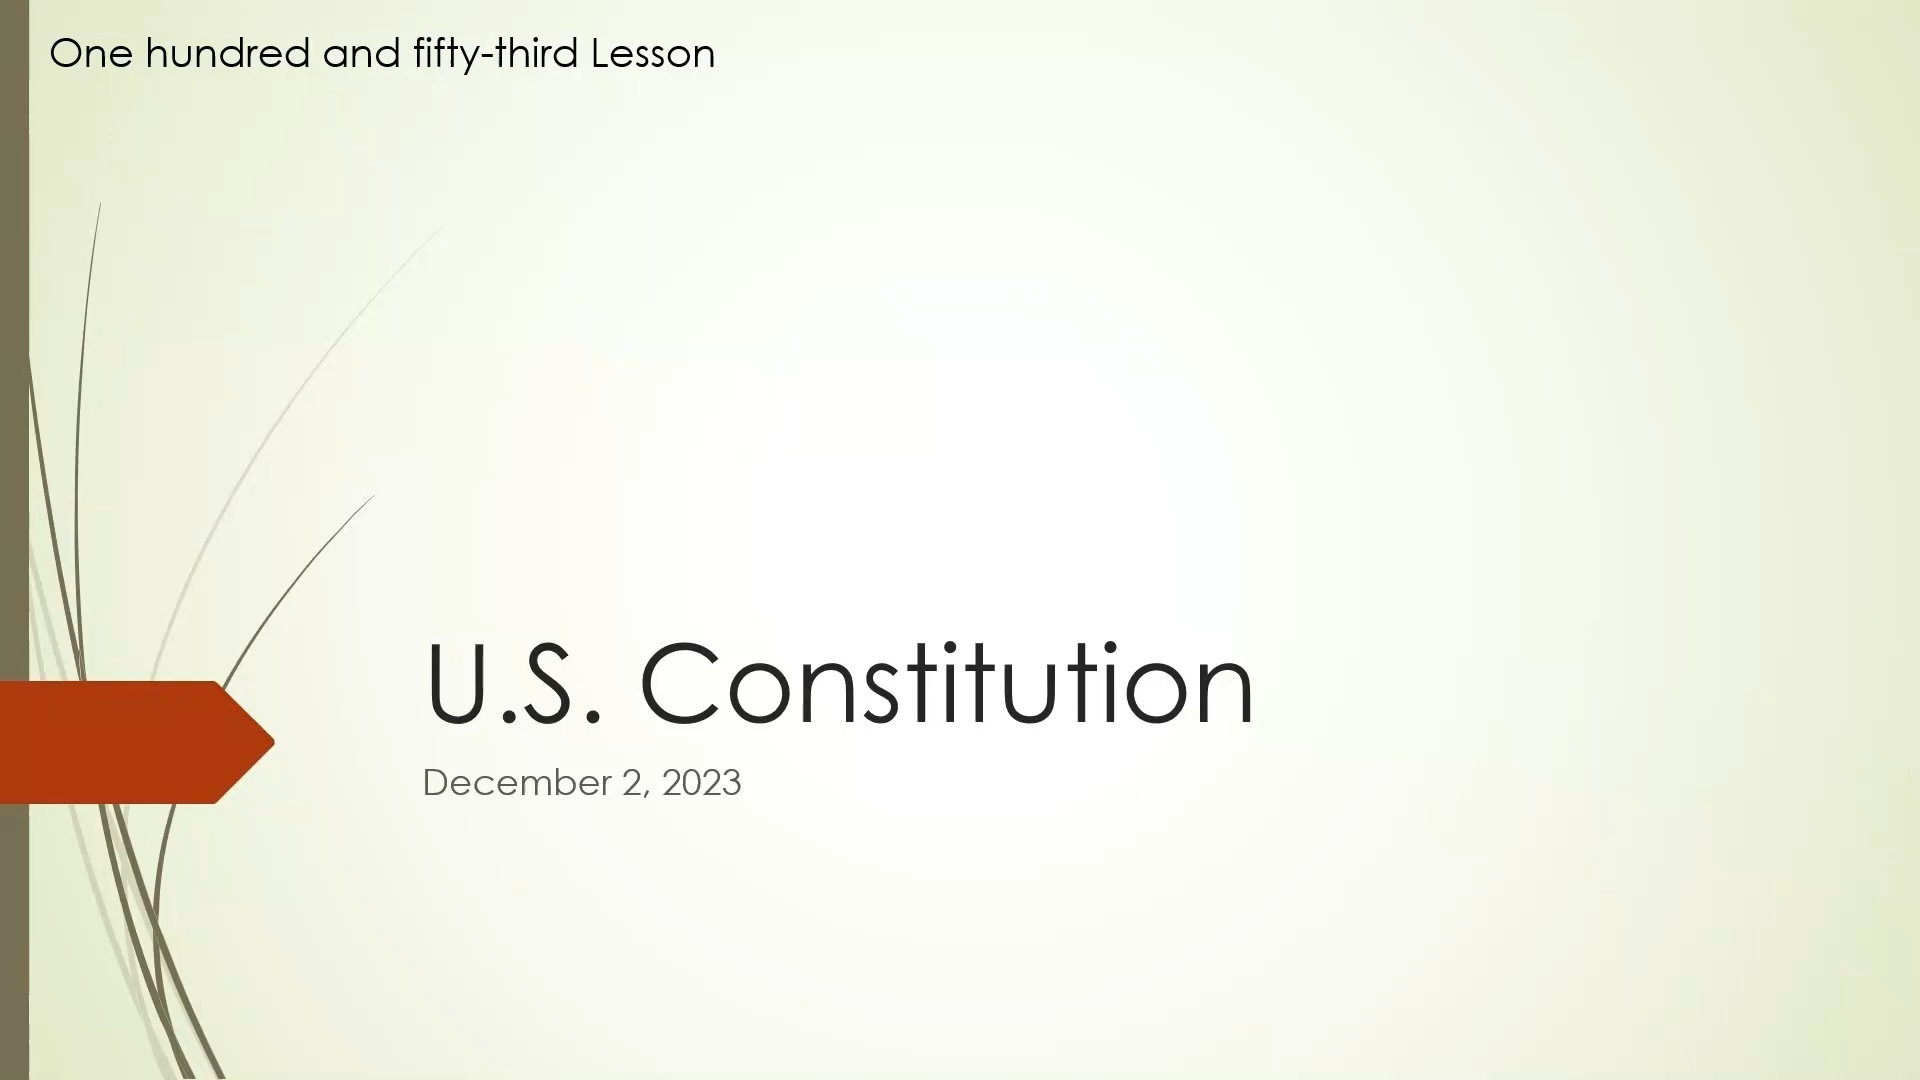 One hundred and fifty-third Lesson
U.S. Constitution
December 2, 2023